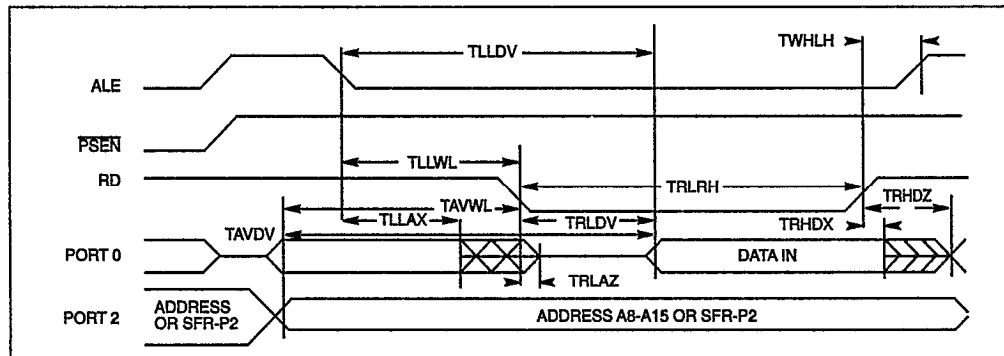 TLLDV
TWHLH
ALE
PSEN
TLLWL
RD
TRLRH
TAVWL
TRHDZ
TLLAX
TRLDV
TRHDX
TAVDV
PORT 0
DATA IN
TRLAZ
ADDRESS
OR SFR-P2
PORT 2
ADDRESS A8-A15 OR SFR-P2